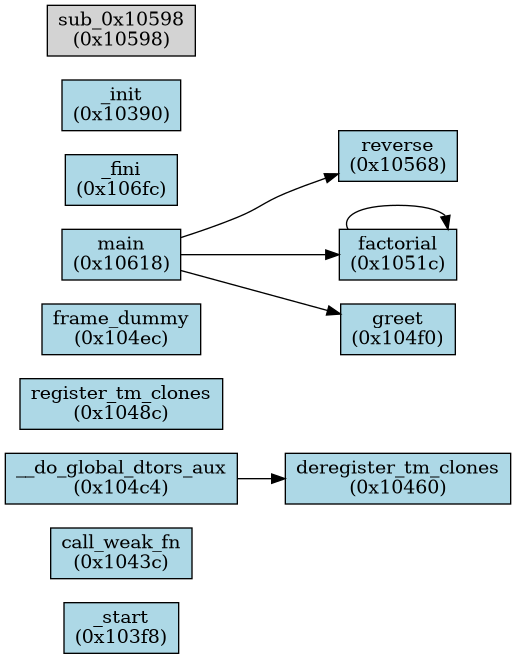 sub_0x10598
(0x10598)
_init
(0x10390)
_fini
(0x106fc)
main
(0x10618)
frame_dummy
(0x104ec)
register_tm_clones
(0x1048c)
__do_global_dtors_aux
(0x104c4)
call_weak_fn
(0x1043c)
_start
(0x103f8)
reverse
(0x10568)
factorial
(0x1051c)
greet
(0x104f0)
deregister_tm_clones
(0x10460)